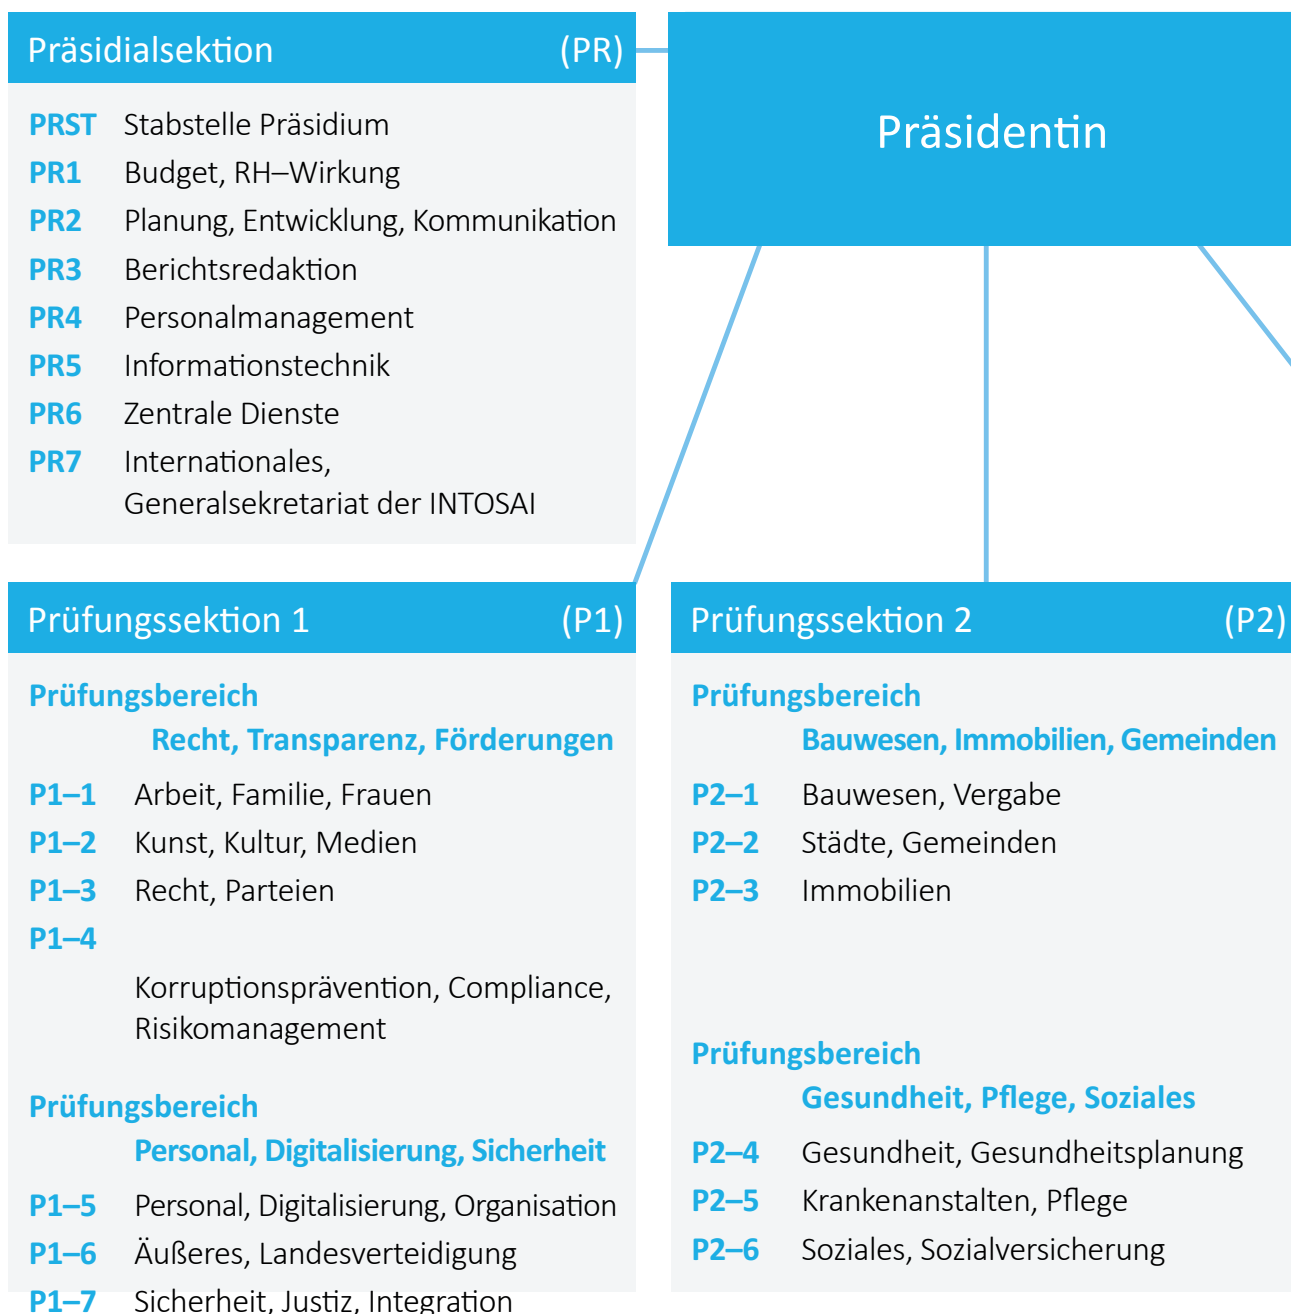 Präsidialsektion (PR)
PRST Stabstelle Präsidium
PR1 Budget, RH–Wirkung
PR2 Planung, Entwicklung, Kommunikation
PR3 Berichtsredaktion
PR4 Personalmanagement
PR5 Informationstechnik
PR6 Zentrale Dienste
PR7 Internationales,
Generalsekretariat der INTOSAI
Präsidentin
Prüfungssektion 1 (P1)
Prüfungsbereich
Recht, Transparenz, Förderungen
P1–1 Arbeit, Familie, Frauen
P1–2 Kunst, Kultur, Medien
P1–3 Recht, Parteien
P1–4
Korruptionsprävention, Compliance,
Risikomanagement
Prüfungsbereich
Personal, Digitalisierung, Sicherheit
P1–5 Personal, Digitalisierung, Organisation
P1–6 Äußeres, Landesverteidigung
P1–7 Sicherheit, Justiz, Integration
Prüfungssektion 2 (P2)
Prüfungsbereich
Bauwesen, Immobilien, Gemeinden
P2–1 Bauwesen, Vergabe
P2–2 Städte, Gemeinden
P2–3 Immobilien
Prüfungsbereich
Gesundheit, Pflege, Soziales
P2–4 Gesundheit, Gesundheitsplanung
P2–5 Krankenanstalten, Pflege
P2–6 Soziales, Sozialversicherung